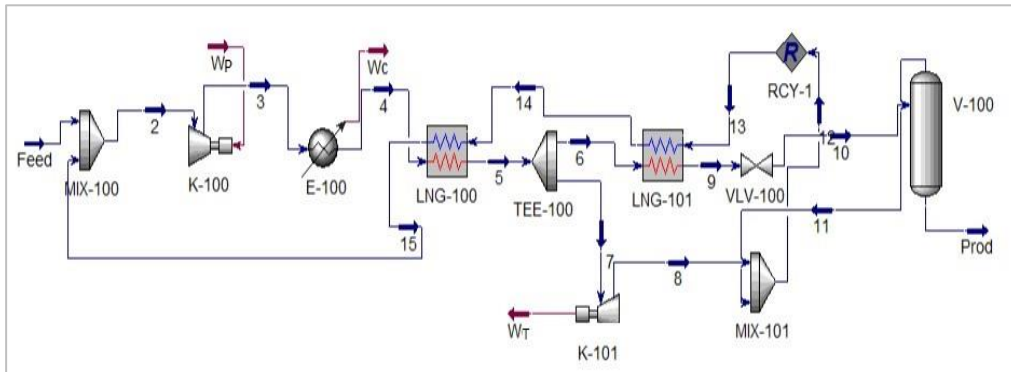 WP
Wc
RCY-1
V-100
2
3
4
14
13
12
10
Feed
MIX-100
K-100
E-100
LNG-100
5
TEE-100
6
LNG-101
9
VLV-100
11
15
7
8
Prod
MIX-101
WT
K-101
R